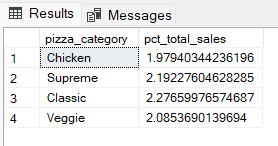 Results Messages
pizza_category pct_total_sales
1 Chicken 1.97940344236196
2 Supreme 2.19227604628285
3 Classic 2.27659976574687
4 Veggie 2.0853690139694